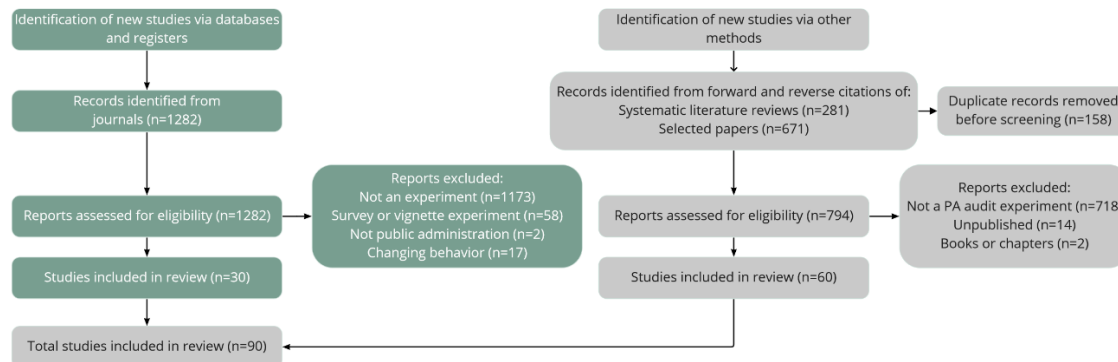 Identification of new studies via databases
and registers
Records identified from
journals (n=1282)
Reports assessed for eligibility (n=1282)
Reports excluded:
Not an experiment (n=1173)
Survey or vignette experiment (n=58)
Not public administration (n=2)
Changing behavior (n=17)
Studies included in review (n=30)
Total studies included in review (n=90)
Identification of new studies via other
methods
Records identified from forward and reverse citations of:
Systematic literature reviews (n=281)
Selected papers (n=671)
Duplicate records removed
before screening (n=158)
Reports assessed for eligibility (n=794)
Reports excluded:
Not a PA audit experiment (n=718)
Unpublished (n=14)
Books or chapters (n=2)
Studies included in review (n=60)